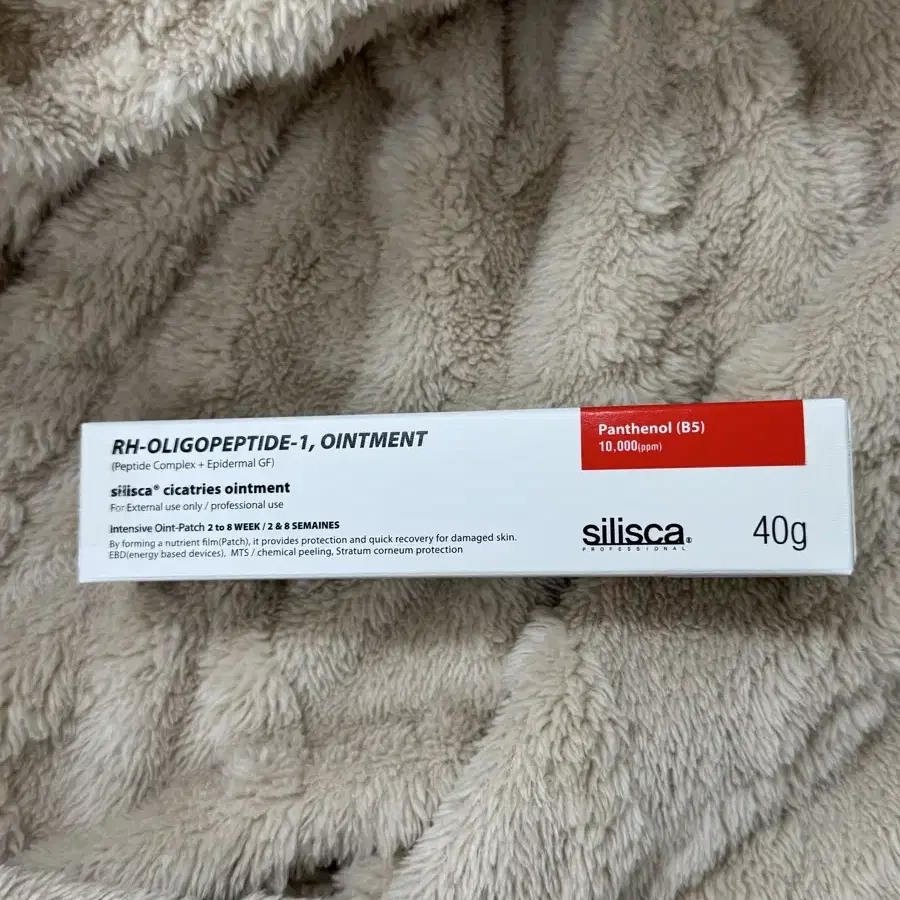 RH-OLIGOPEPTIDE-1, OINTMENT
(Peptide Complex + Epidermal GF)
silisca® cicatries ointment
For External use only / professional use
Intensive Oint-Patch 2 to 8 WEEK / 2 & 8 SEMAINES
By forming a nutrient film(Patch), it provides protection and quick recovery for damaged skin.
EBD(energy based devices), MTS / chemical peeling, Stratum corneum protection
Panthenol (B5)
10,000(ppm)
silisca®
PROFESSIONAL
40g